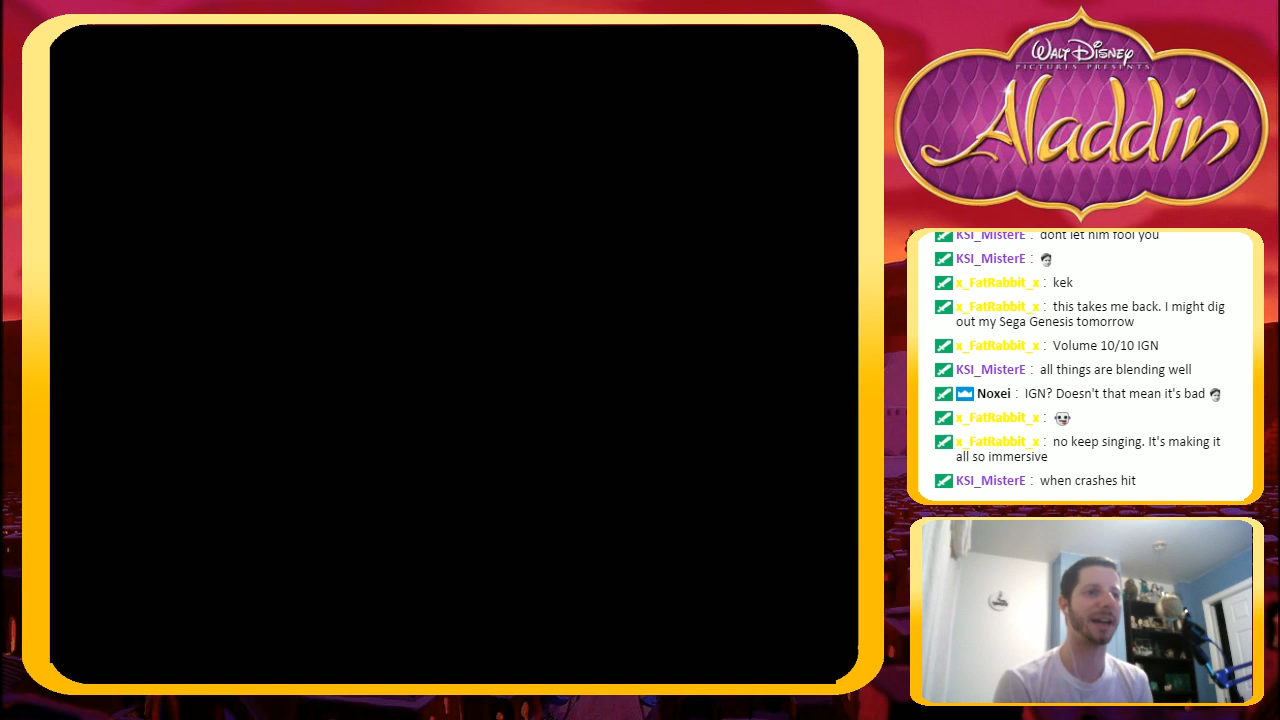 WALT DISNEY
PICTURES PRESENTS
Aladdin
KSI_MisterE : dont let him fool you
KSI_MisterE :
x_FatRabbit_x : kek
x_FatRabbit_x : this takes me back. I might dig
out my Sega Genesis tomorrow
x_FatRabbit_x : Volume 10/10 IGN
KSI_MisterE : all things are blending well
Noxei : IGN? Doesn't that mean it's bad
x_FatRabbit_x :
x_FatRabbit_x : no keep singing. It's making it
all so immersive
KSI_MisterE : when crashes hit